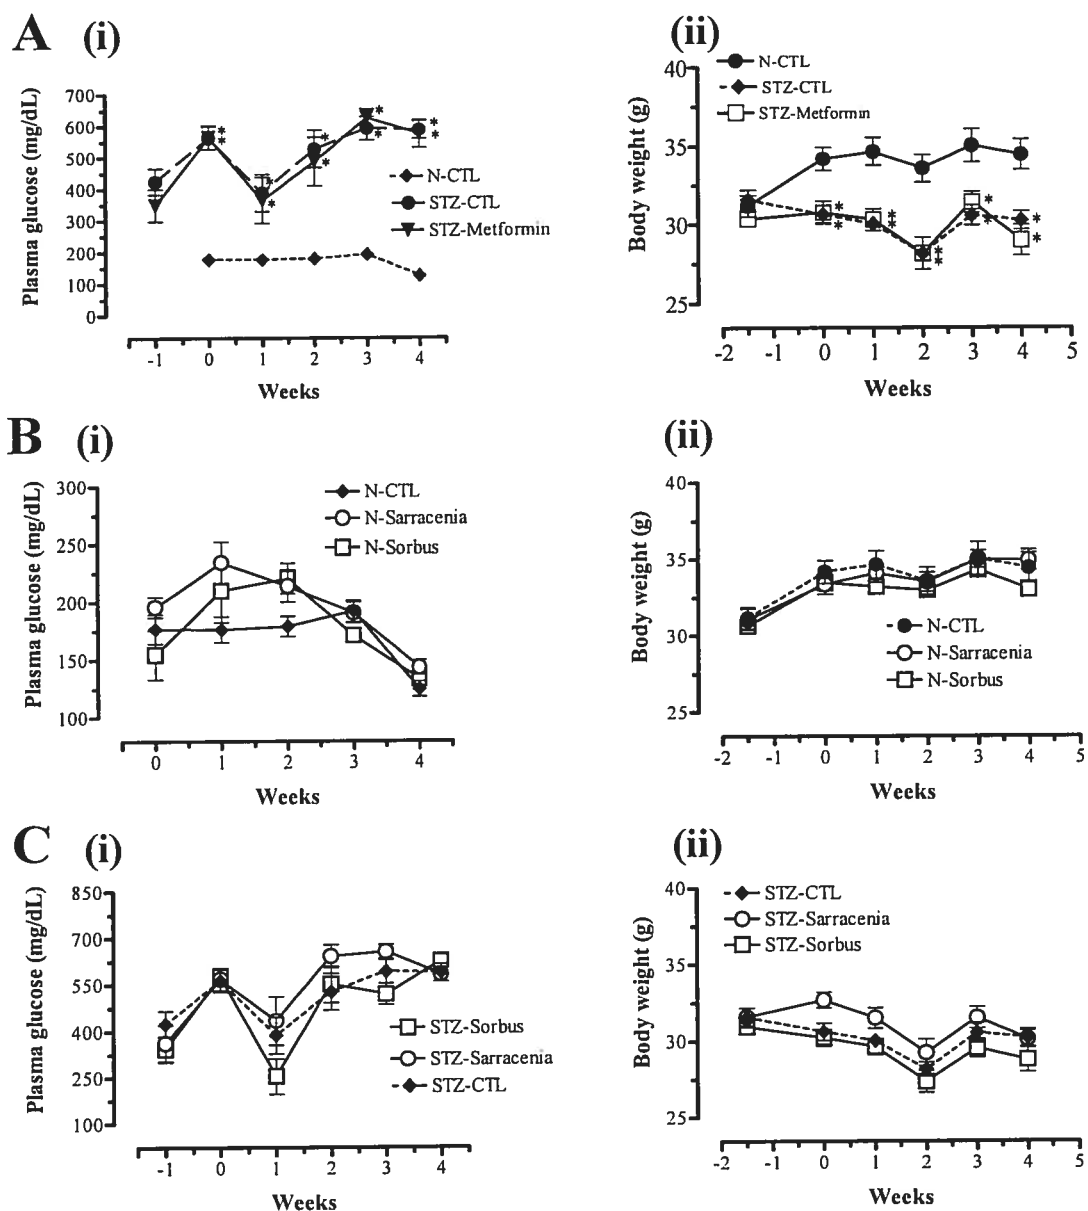 A (i)
Plasma glucose (mg/dL)
700
600
500
400
300
200
100
0
N-CTL
STZ-CTL
STZ-Metformin
* * * * * * * * * *
-1 0 1 2 3 4
Weeks
(ii)
Body weight (g)
40
35
30
25
N-CTL
STZ-CTL
STZ-Metformin
* * * * * * * * * *
-2 -1 0 1 2 3 4 5
Weeks
B (i)
Plasma glucose (mg/dL)
300
250
200
150
100
N-CTL
N-Sarracenia
N-Sorbus
0 1 2 3 4
Weeks
(ii)
Body weight (g)
40
35
30
25
N-CTL
N-Sarracenia
N-Sorbus
-2 -1 0 1 2 3 4 5
Weeks
C (i)
Plasma glucose (mg/dL)
850
700
550
400
250
100
STZ-Sorbus
STZ-Sarracenia
STZ-CTL
-1 0 1 2 3 4
Weeks
(ii)
Body weight (g)
40
35
30
25
STZ-CTL
STZ-Sarracenia
STZ-Sorbus
-2 -1 0 1 2 3 4 5
Weeks